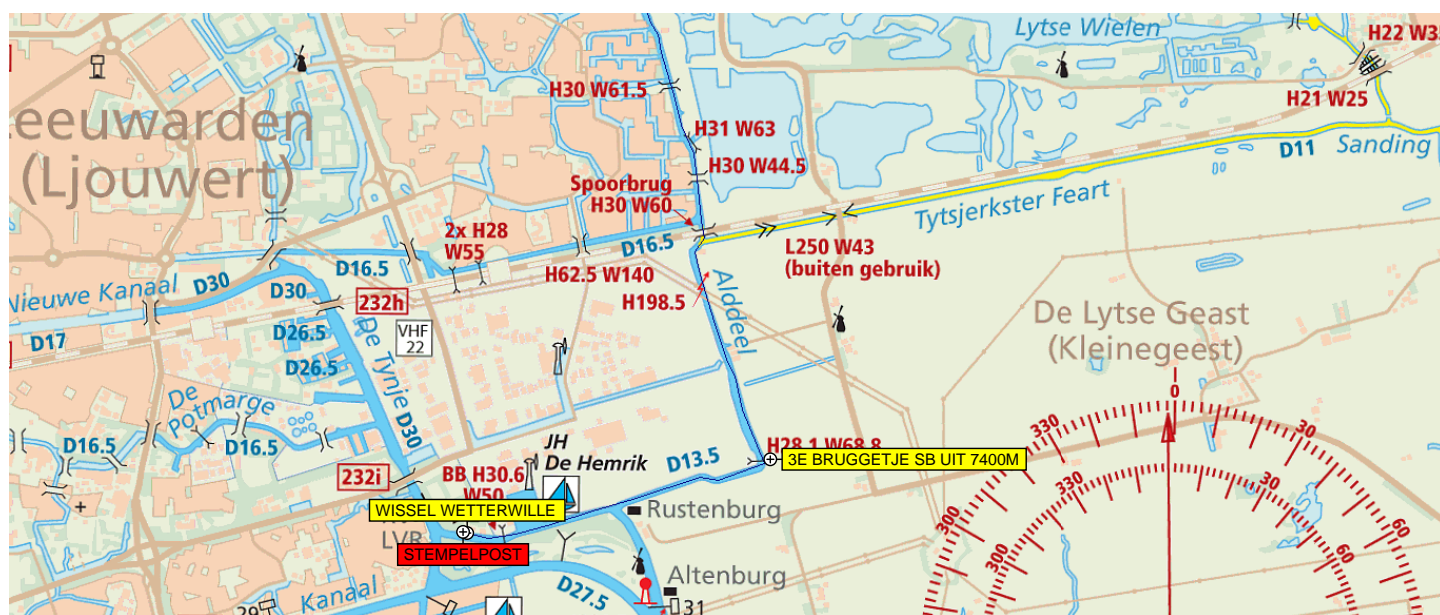 Lytse Wielen
H22 W3
H21 W25
H30 W61.5
eeuwarden
(Ljouwert)
H31 W63
H30 W44.5
D11
Sanding
Spoorbrug
H30 W60
Tytsjerkster Feart
2x H28
W55
D16.5
L250 W43
(buiten gebruik)
D16.5
H62.5 W140
H198.5
Alddeel
Nieuwe Kanaal
D30
D30
232h
D17
D26.5
VHF
22
De Tynje
D26.5
De Lytse Geast
(Kleinegeest)
De
Potmarge
D16.5
D16.5
D30
0
330
30
JH
De Hemrik
H28.1 W68.8
D13.5
3E BRUGGETJE SB UIT 7400M
232i
BB H30.6
W50
330
30
WISSEL WETTERWILLE
Rustenburg
300
60
LVR
STEMPELPOST
300
60
Altenburg
Kanaal
D27.5
29
31